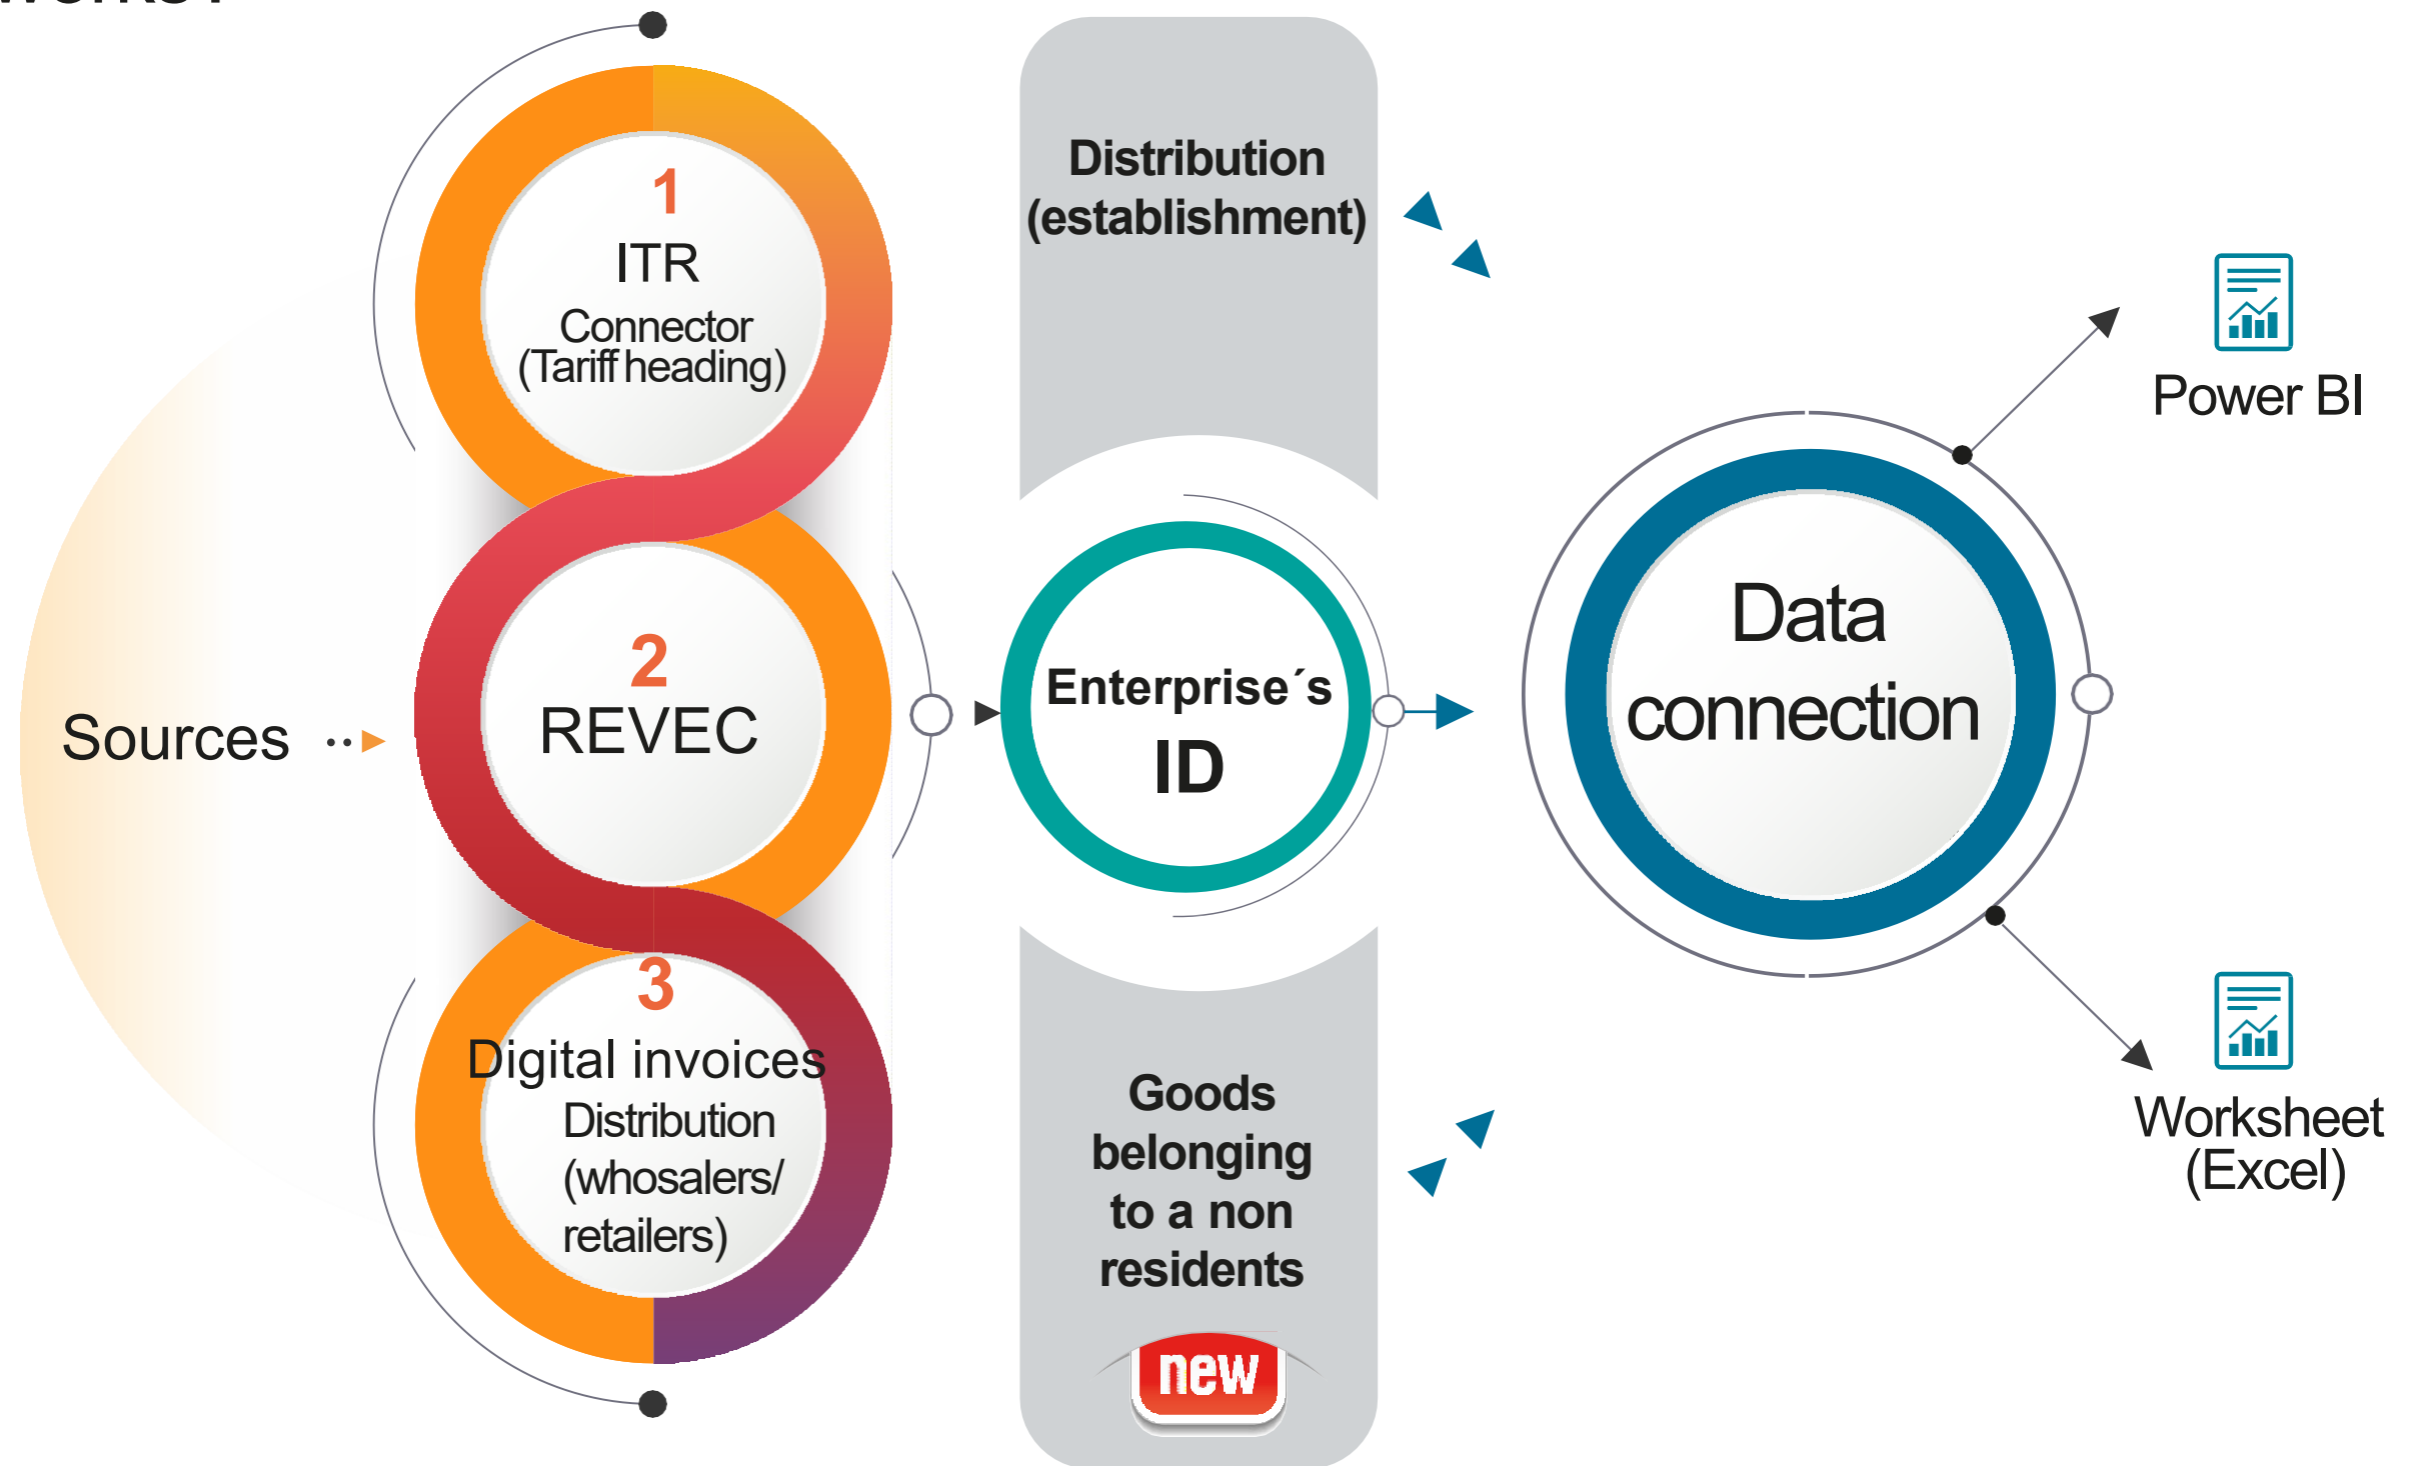 Sources
1
ITR
Connector
(Tariff heading)
2
REVEC
3
Digital invoices
Distribution
(whosalers/
retailers)
Distribution
(establishment)
Enterprise´s
ID
Goods
belonging
to a non
residents
new
Data
connection
Power BI
Worksheet
(Excel)